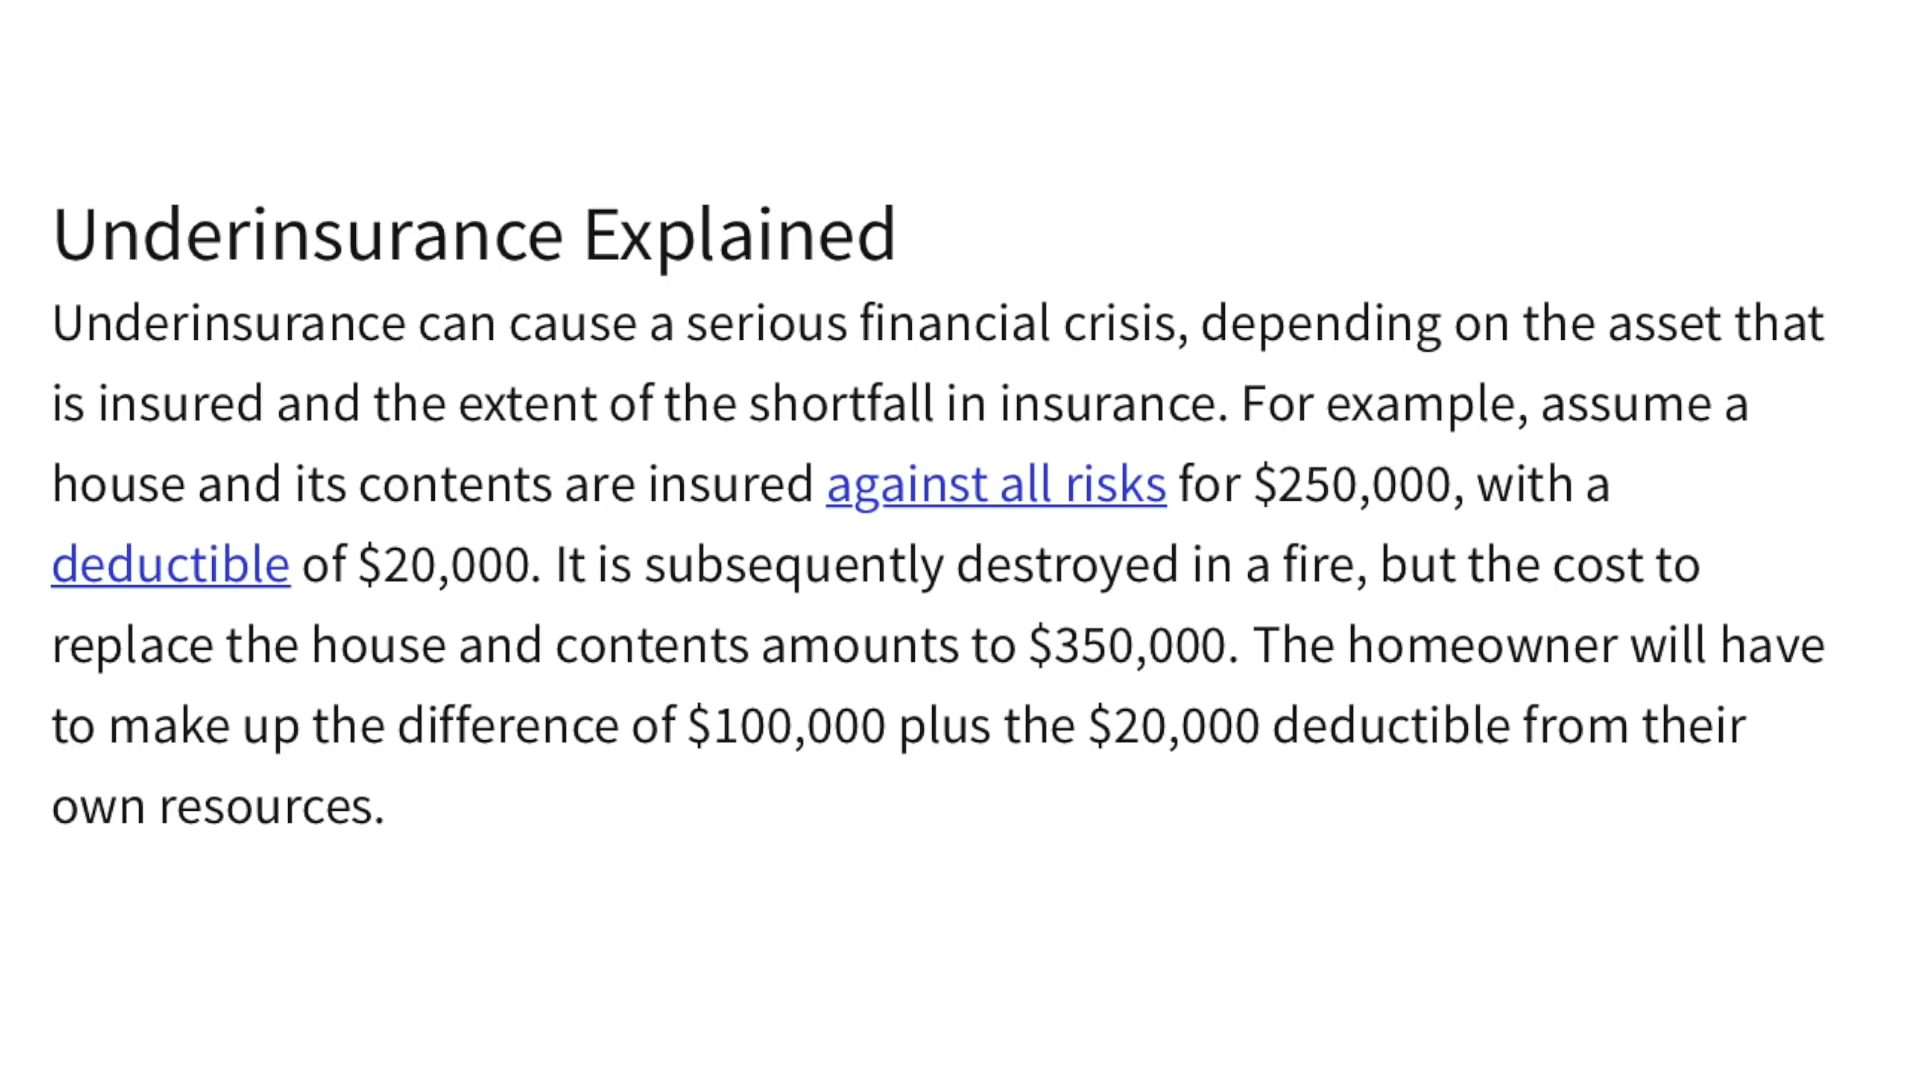 Underinsurance Explained
Underinsurance can cause a serious financial crisis, depending on the asset that
is insured and the extent of the shortfall in insurance. For example, assume a
house and its contents are insured against all risks for $250,000, with a
deductible of $20,000. It is subsequently destroyed in a fire, but the cost to
replace the house and contents amounts to $350,000. The homeowner will have
to make up the difference of $100,000 plus the $20,000 deductible from their
own resources.